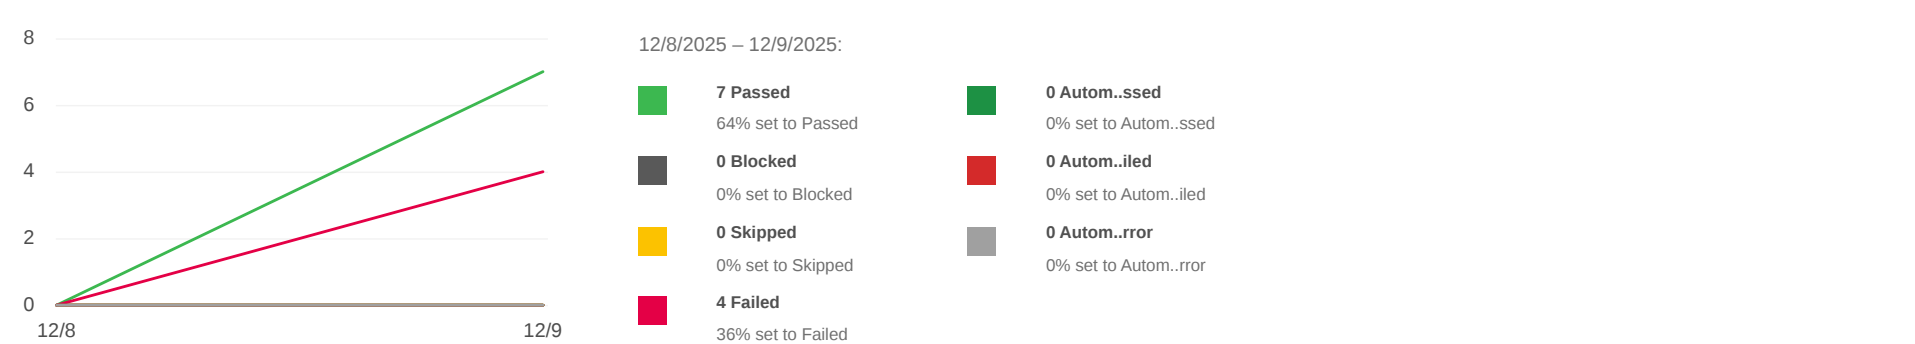 8
6
4
2
0
12/8
12/9
12/8/2025 – 12/9/2025:
7 Passed
64% set to Passed
0 Blocked
0% set to Blocked
0 Skipped
0% set to Skipped
4 Failed
36% set to Failed
0 Autom..ssed
0% set to Autom..ssed
0 Autom..iled
0% set to Autom..iled
0 Autom..rror
0% set to Autom..rror